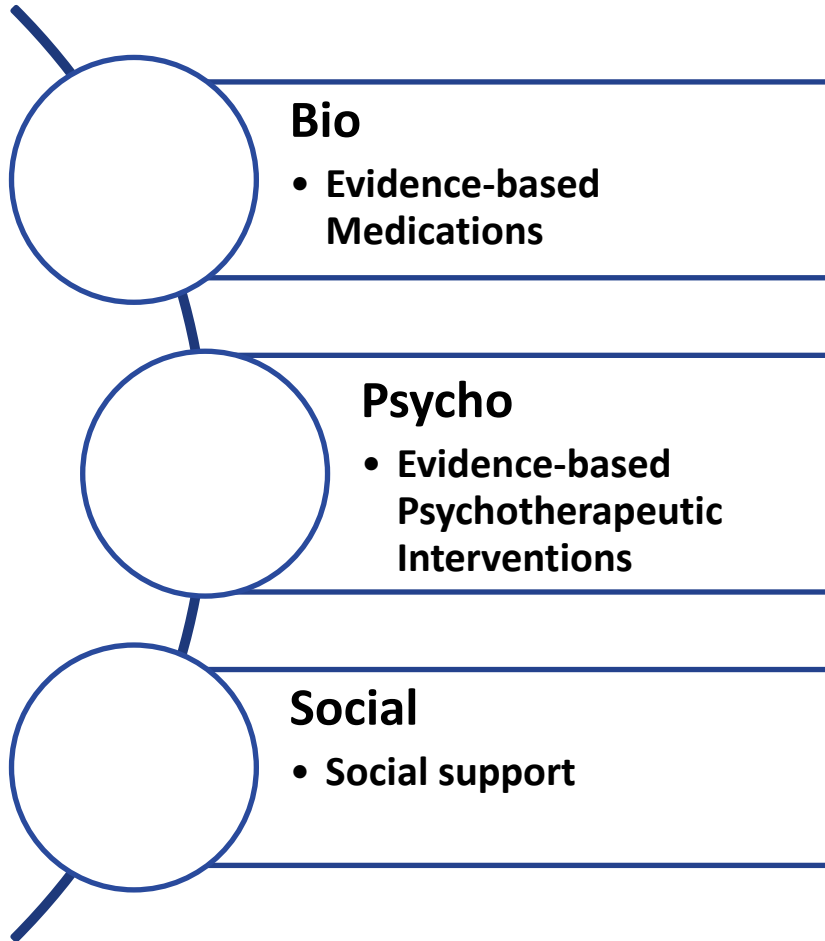 Bio
• Evidence-based
Medications
Psycho
• Evidence-based
Psychotherapeutic
Interventions
Social
• Social support